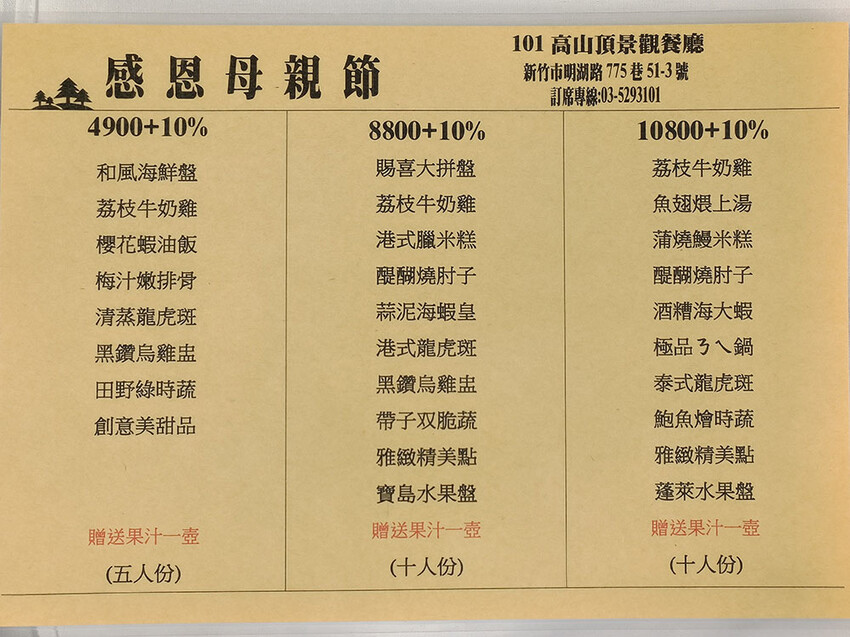 感恩母親節
101 高山頂景觀餐廳
新竹市明湖路 775 巷 51-3 號
訂席專線:03-5293101
4900+10%
和風海鮮盤
荔枝牛奶雞
櫻花蝦油飯
梅汁嫩排骨
清蒸龍虎斑
黑鑽烏雞盅
田野綠時蔬
創意美甜品
贈送果汁一壺
(五人份)
8800+10%
賜喜大拼盤
荔枝牛奶雞
港式臘米糕
醍醐燒肘子
蒜泥海蝦皇
港式龍虎斑
黑鑽烏雞盅
帶子双脆蔬
雅緻精美點
寶島水果盤
贈送果汁一壺
(十人份)
10800+10%
荔枝牛奶雞
魚翅煨上湯
蒲燒鰻米糕
醍醐燒肘子
酒糟海大蝦
極品ㄋㄟ鍋
泰式龍虎斑
鮑魚燴時蔬
雅緻精美點
蓬萊水果盤
贈送果汁一壺
(十人份)